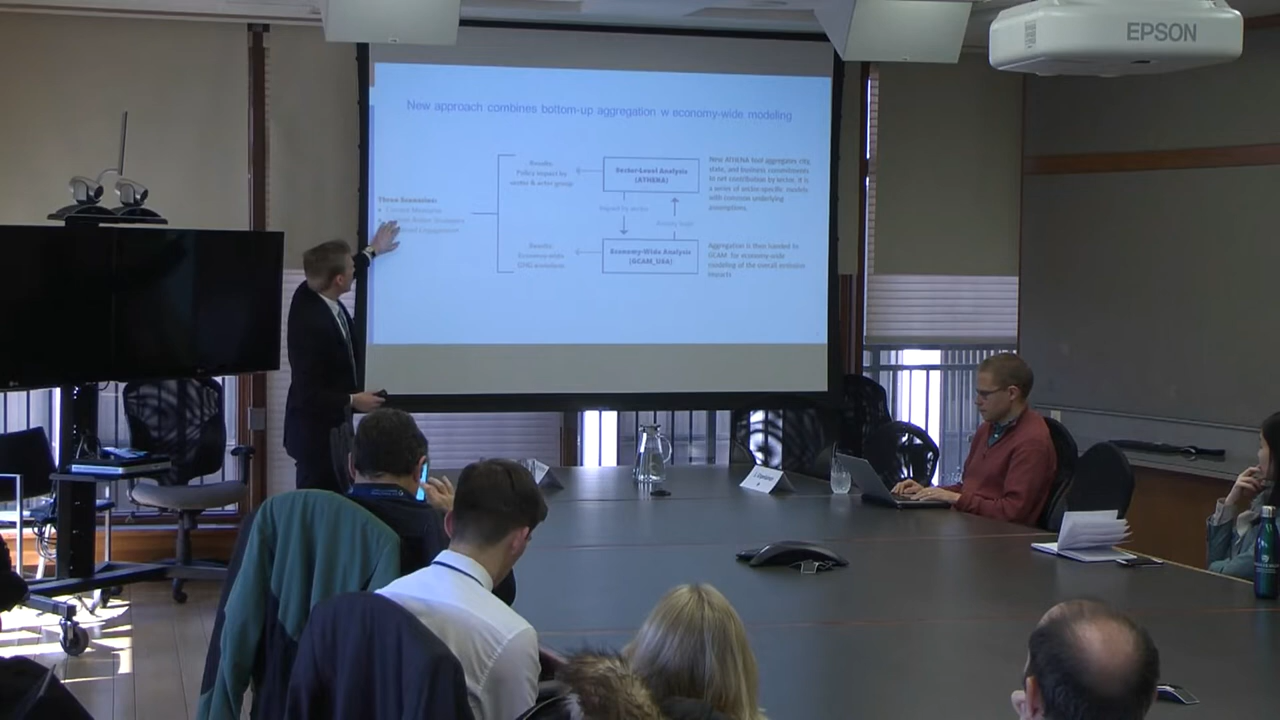 EPSON
New approach combines bottom-up aggregation w economy-wide modeling
Results:
Policy impact by
sector & actor group
Sector-Level Analysis
(ATHENA)
New ATHENA tool aggregates city,
state, and business commitments
to net contribution by sector. It is
a series of sector-specific models
with common underlying
assumptions.
Three Scenarios:
Current Measures
Engagement
Results:
Economy-wide
GHG
Economy-Wide Analysis
(GCAM_USA)
Aggregation is then handed to
GCAM for economy-wide
modeling of the overall emission
impacts